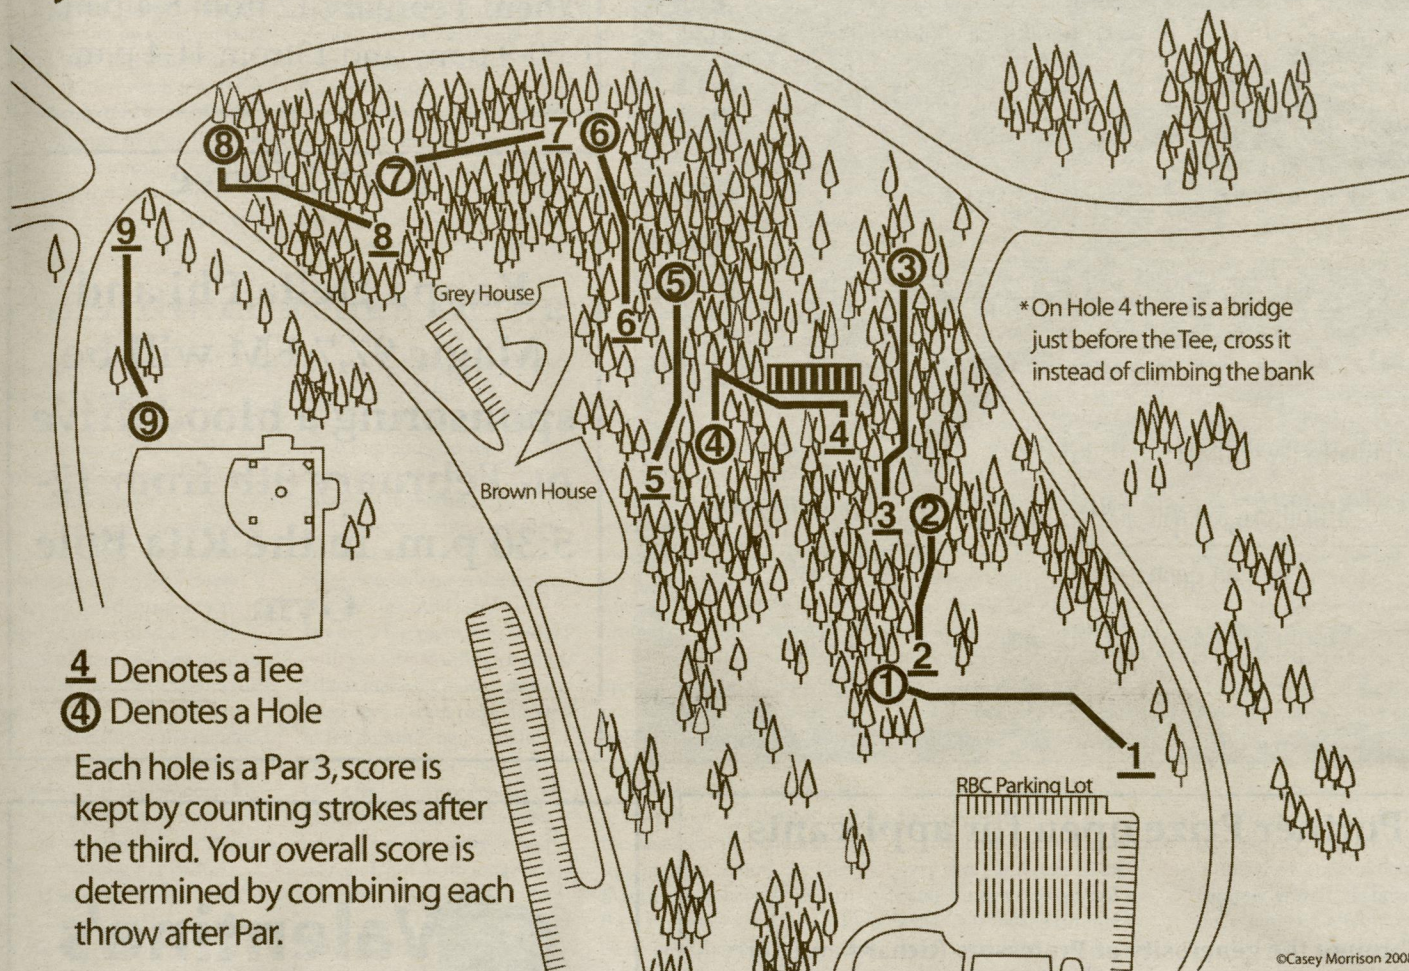 8
7
6
7
9
8
5
3
Grey House
6
* On Hole 4 there is a bridge
just before the Tee, cross it
instead of climbing the bank
9
4
4
5
Brown House
3
2
4 Denotes a Tee
2
1
4 Denotes a Hole
1
Each hole is a Par 3, score is
kept by counting strokes after
the third. Your overall score is
determined by combining each
throw after Par.
RBC Parking Lot
©Casey Morrison 2008